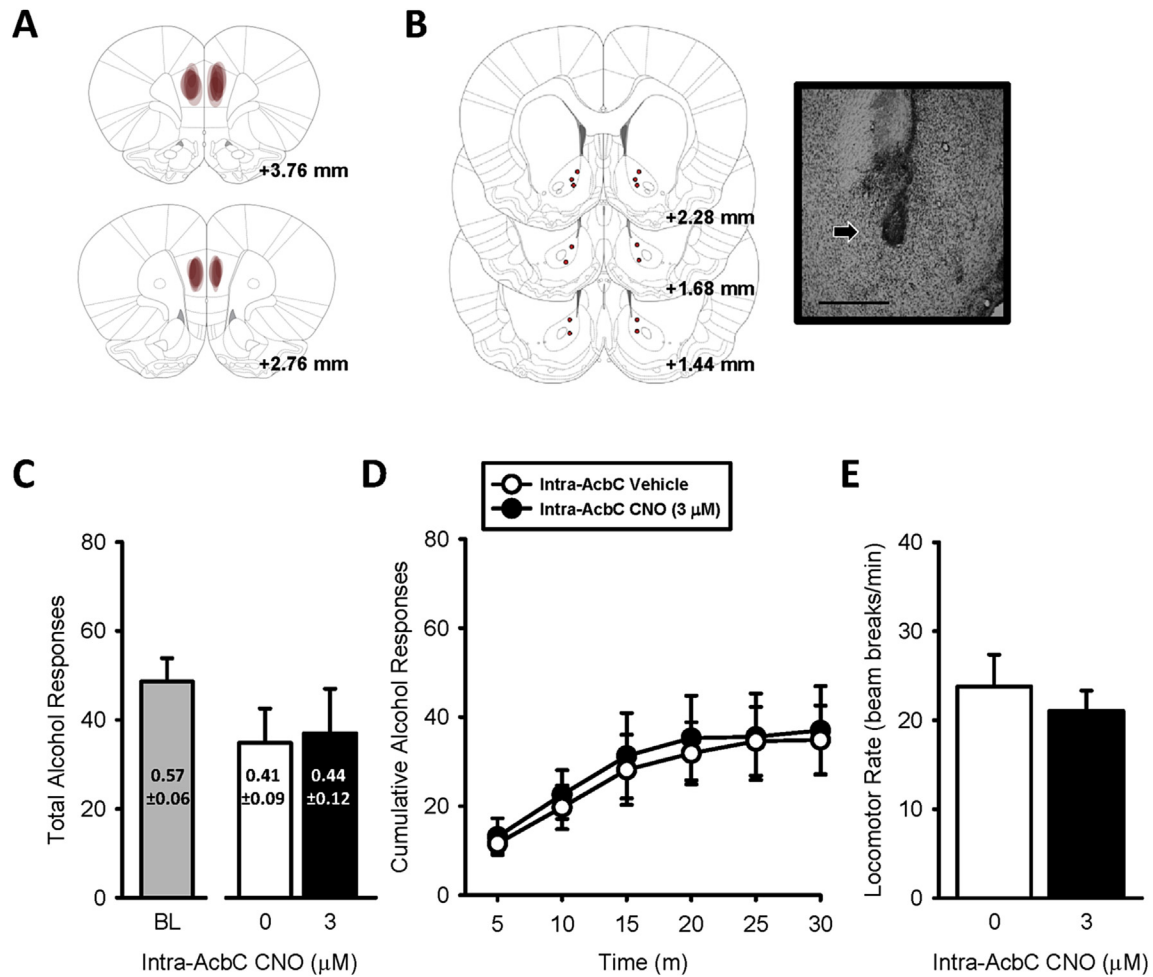 A
B
+3.76 mm
+2.76 mm
+2.28 mm
+1.68 mm
+1.44 mm
C
D
E
Intra-AcbC Vehicle
Intra-AcbC CNO (3 μM)
Total Alcohol Responses
80
60
40
20
0
0.57
±0.06
0.41
±0.09
0.44
±0.12
BL
0
3
Intra-AcbC CNO (μM)
Cumulative Alcohol Responses
80
60
40
20
0
5
10
15
20
25
30
Time (m)
Locomotor Rate (beam breaks/min)
40
30
20
10
0
0
3
Intra-AcbC CNO (μM)